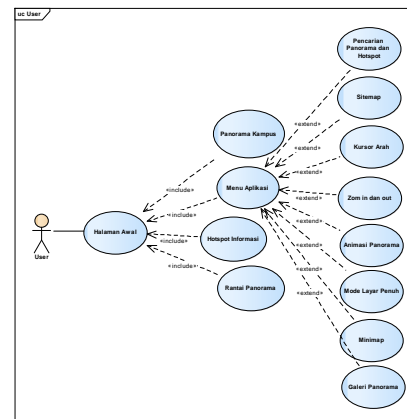 uc User
Pencarian
Panorama dan
Hotspot
Sitemap
Kursor Arah
Zom in dan out
Animasi Panorama
Mode Layar Penuh
Minimap
Galeri Panorama
Panorama Kampus
Menu Aplikasi
Hotspot Informasi
Rantai Panorama
Halaman Awal
User
«include»
«include»
«include»
«include»
«extend»
«extend»
«extend»
«extend»
«extend»
«extend»
«extend»
«extend»